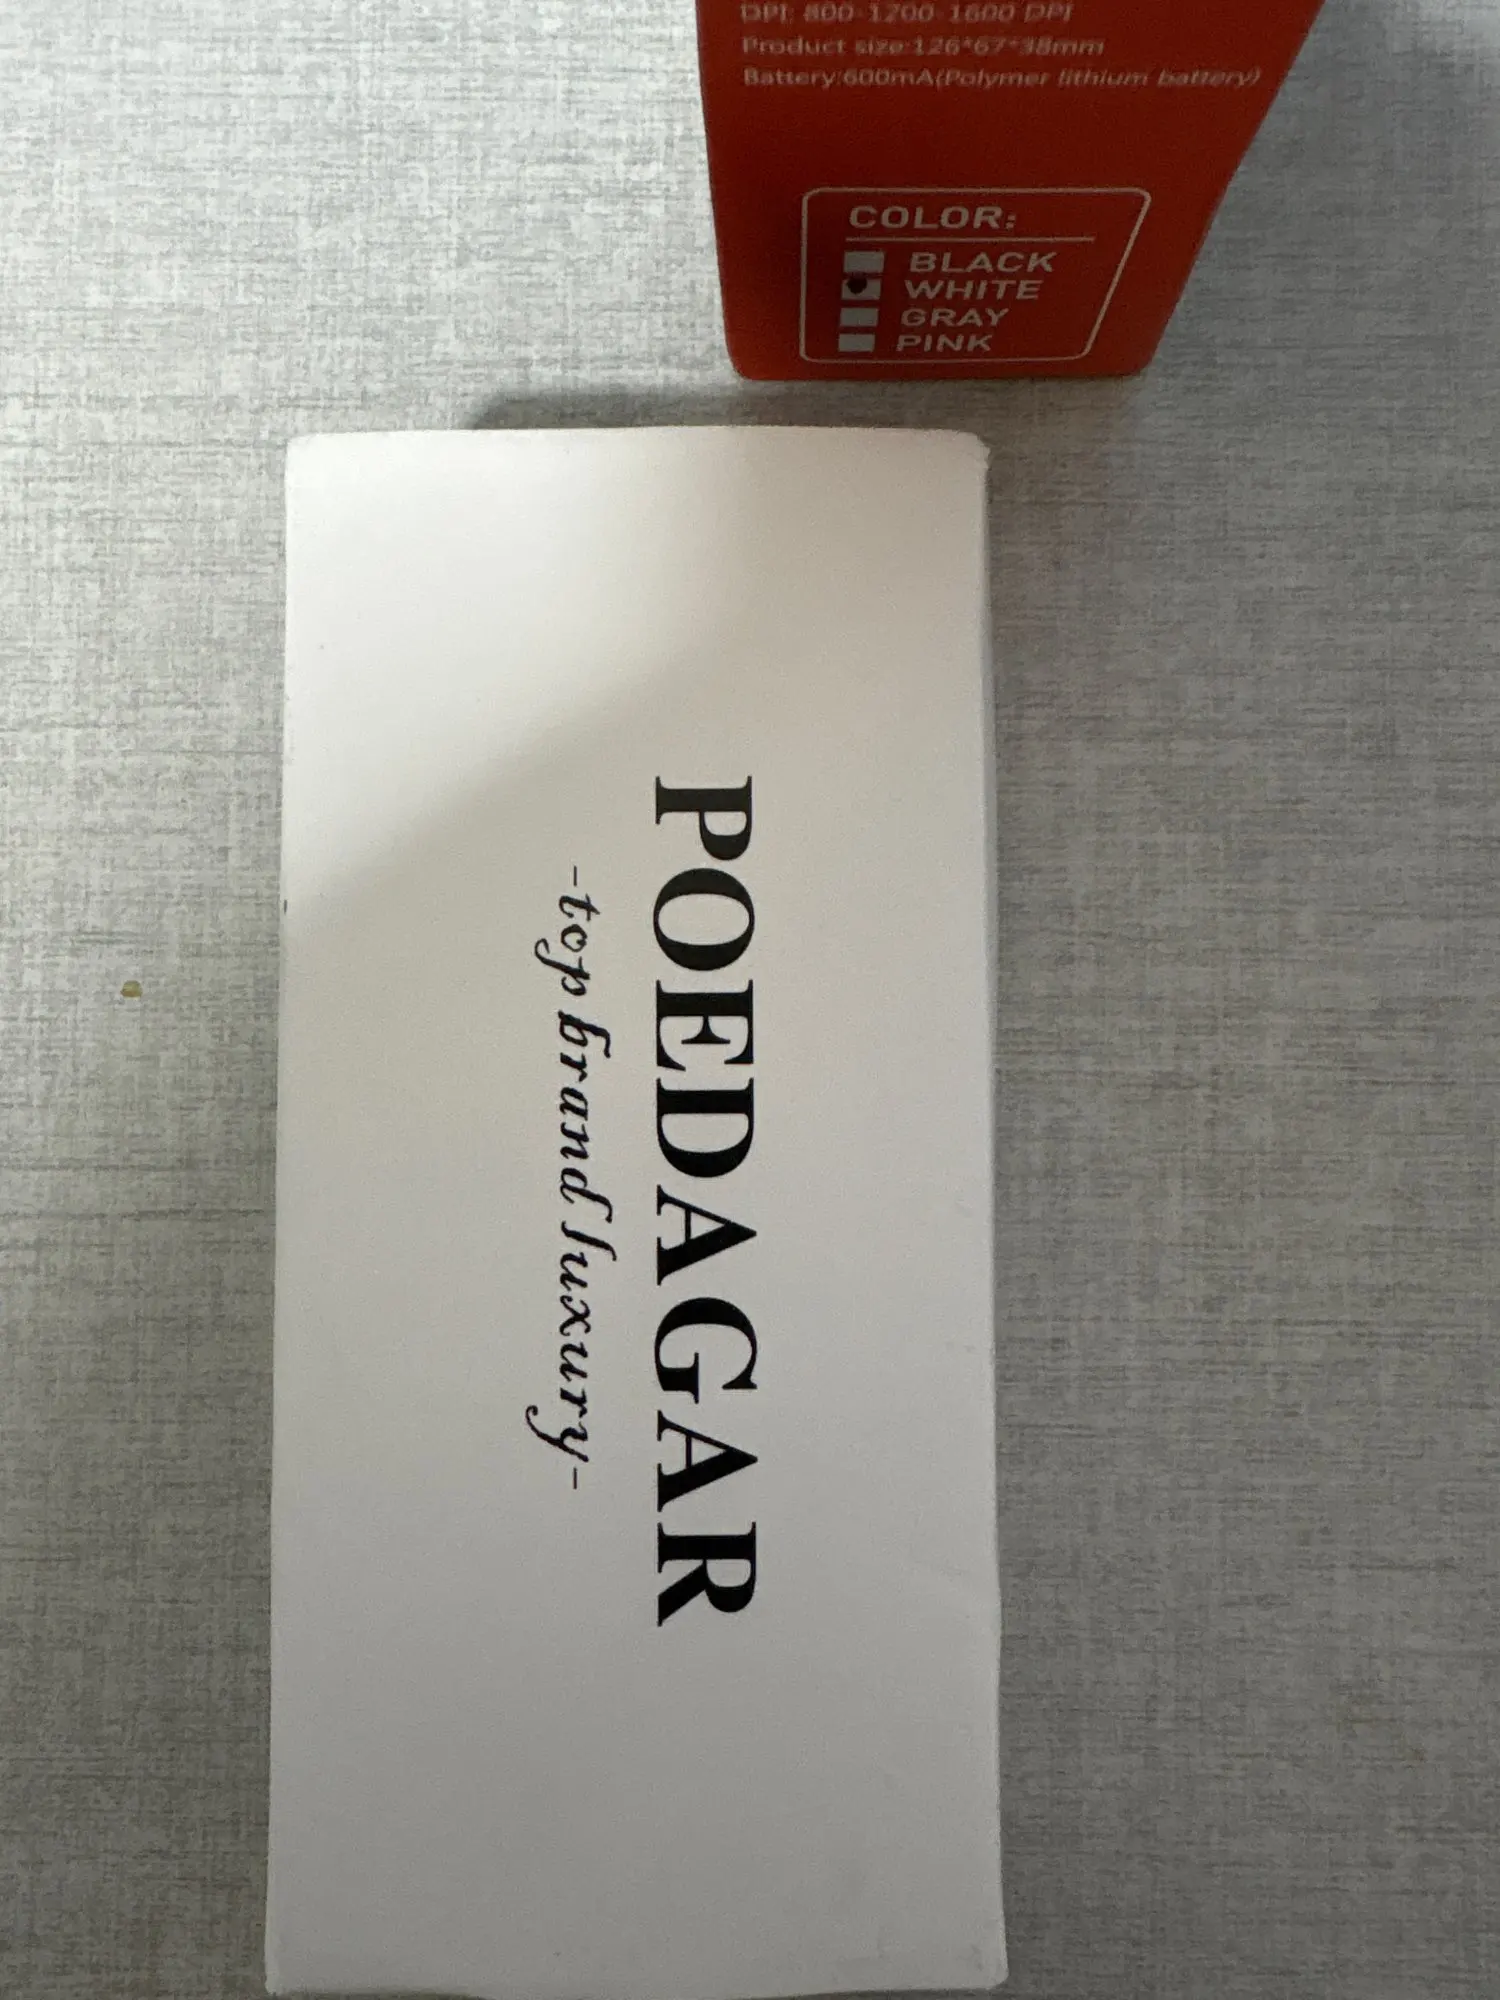 DPI: 800-1200-1600 DPI
Product size:126*67*38mm
Battery:600mA(Polymer lithium battery)
COLOR:
BLACK
WHITE
GRAY
PINK
POEDAGAR
-top brand luxury-